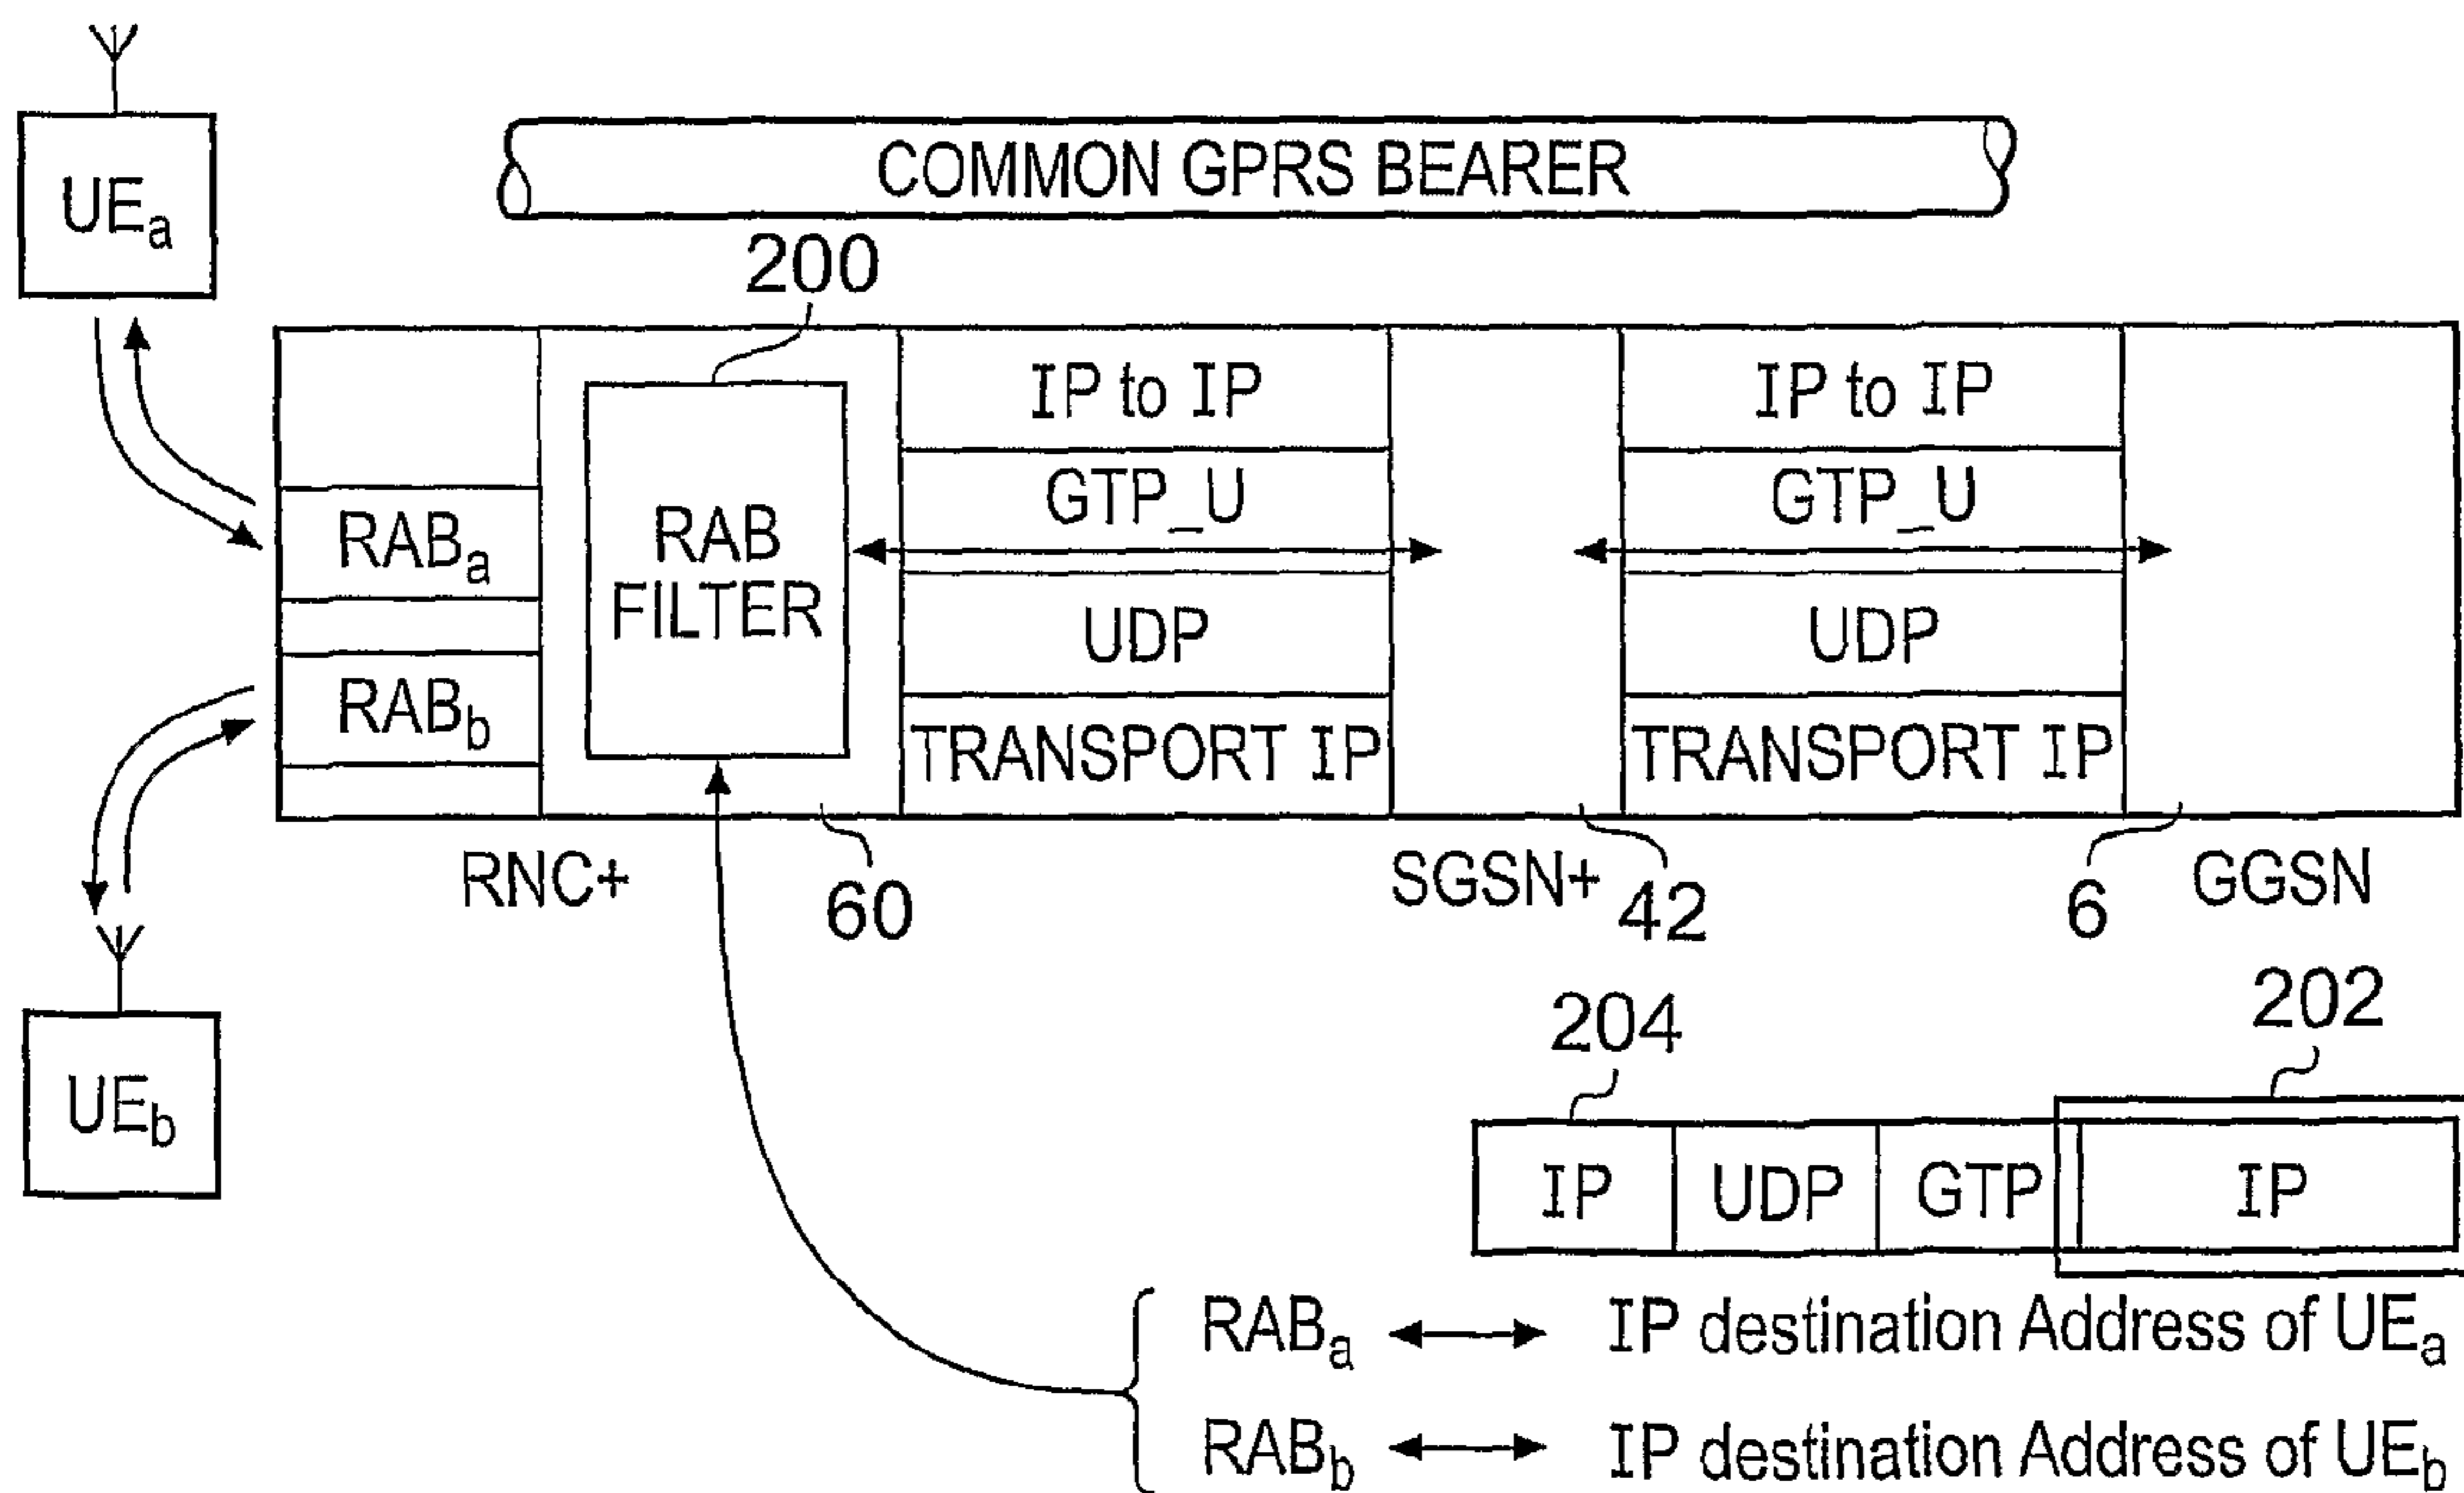 COMMON GPRS BEARER
UEa
200
IP to IP
IP to IP
GTP_U
GTP_U
RAB
FILTER
RABa
UDP
UDP
RABb
TRANSPORT IP
TRANSPORT IP
RNC+
60
SGSN+
42
6
GGSN
UEb
204
202
IP
UDP
GTP
IP
RABa
IP destination Address of UEa
RABb
IP destination Address of UEb